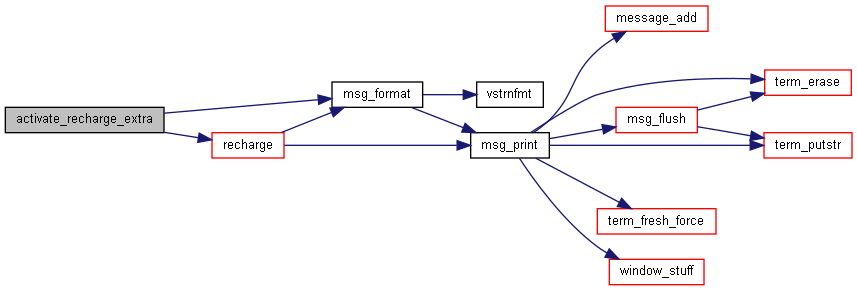 message_add
term_erase
msg_format
vstrnfmt
activate_recharge_extra
msg_flush
recharge
msg_print
term_putstr
term_fresh_force
window_stuff